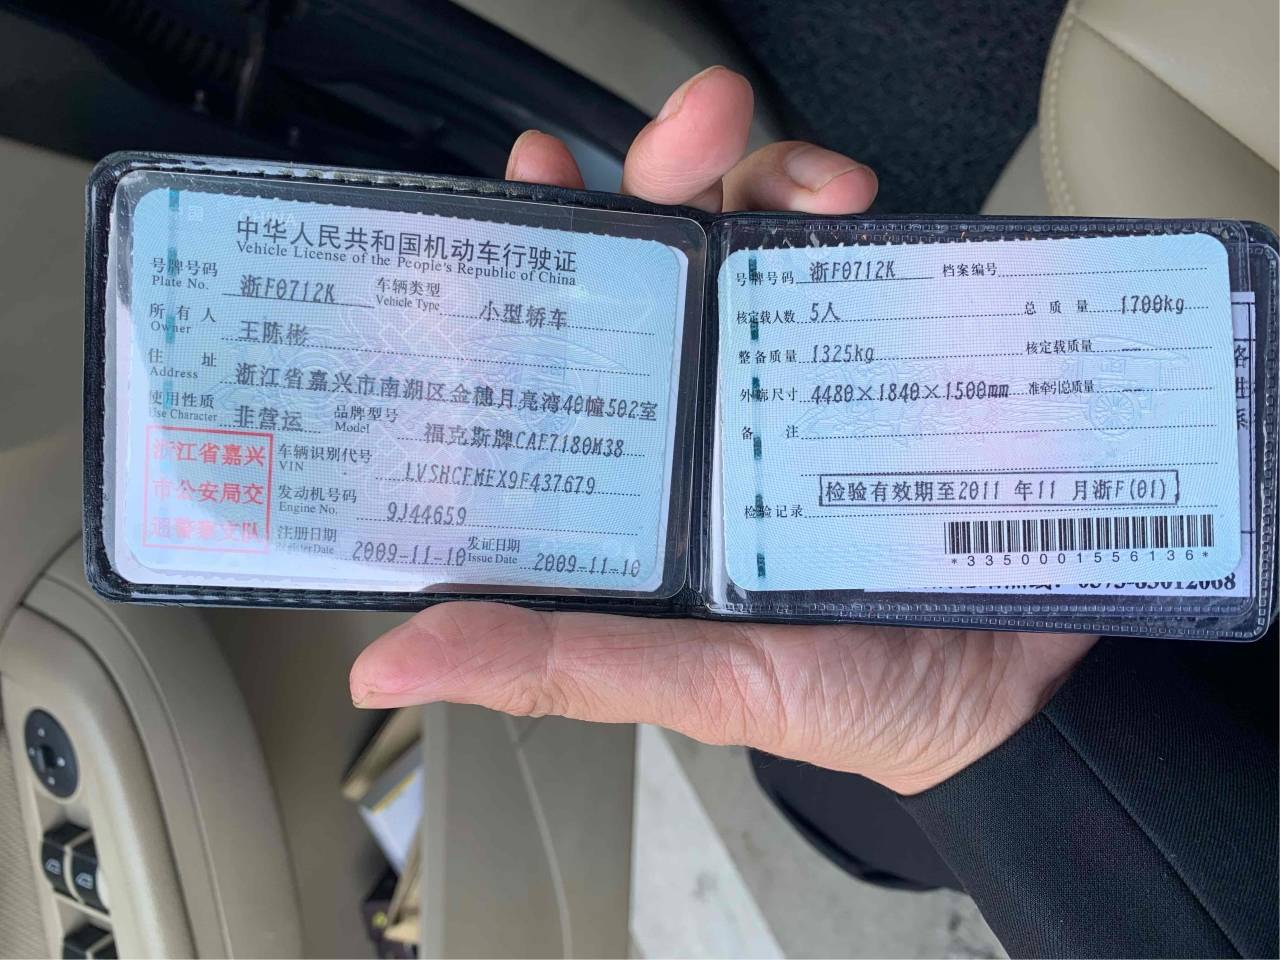 中华人民共和国机动车行驶证
Vehicle License of the People's Republic of China
号牌号码 浙F0712K 车辆类型 小型轿车
Plate No. Vehicle Type
所有人 王陈彬
Owner
住址 浙江省嘉兴市南湖区金穗月亮湾40幢502室
Address
使用性质 非营运 品牌型号 福克斯牌CAF7180M38
Use Character Model
浙江省嘉兴
市公安局交
通警察支队
车辆识别代号 LVSHCFMEX9F437679
VIN
发动机号码 9J44659
Engine No.
注册日期 2009-11-10 发证日期 2009-11-10
Register Date Issue Date
号牌号码 浙F0712K 档案编号
核定载人数 5人 总质量 1700kg
整备质量 1325kg 核定载质量 --
外廓尺寸 4480×1840×1500mm 准牵引总质量 --
备注
检验有效期至2011年11月浙F(01)
检验记录
*3350001556136*